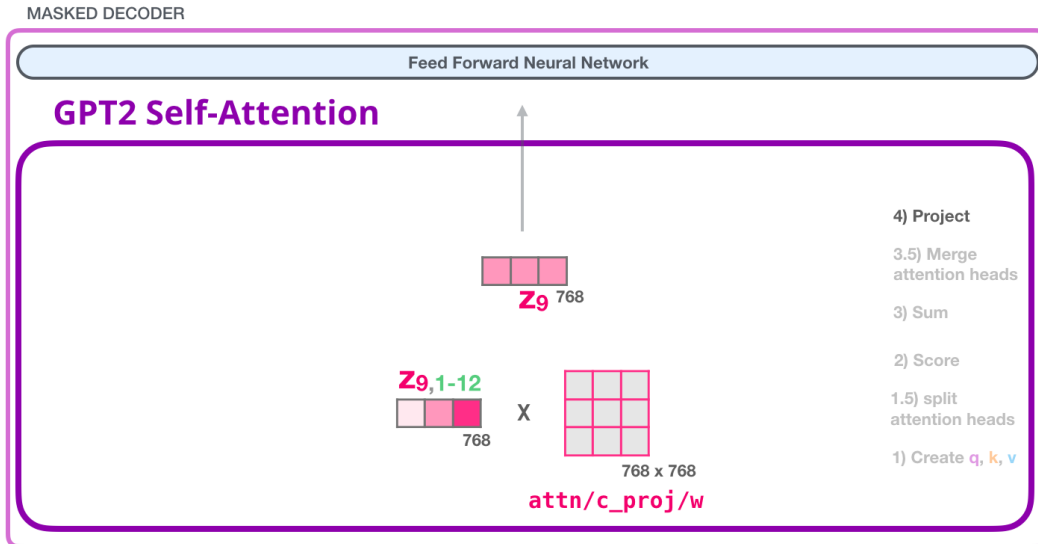 MASKED DECODER
Feed Forward Neural Network
GPT2 Self-Attention
4) Project
3.5) Merge
attention heads
3) Sum
2) Score
1.5) split
attention heads
1) Create q, k, v
z9 768
z9,1-12
768
X
768 x 768
attn/c_proj/w